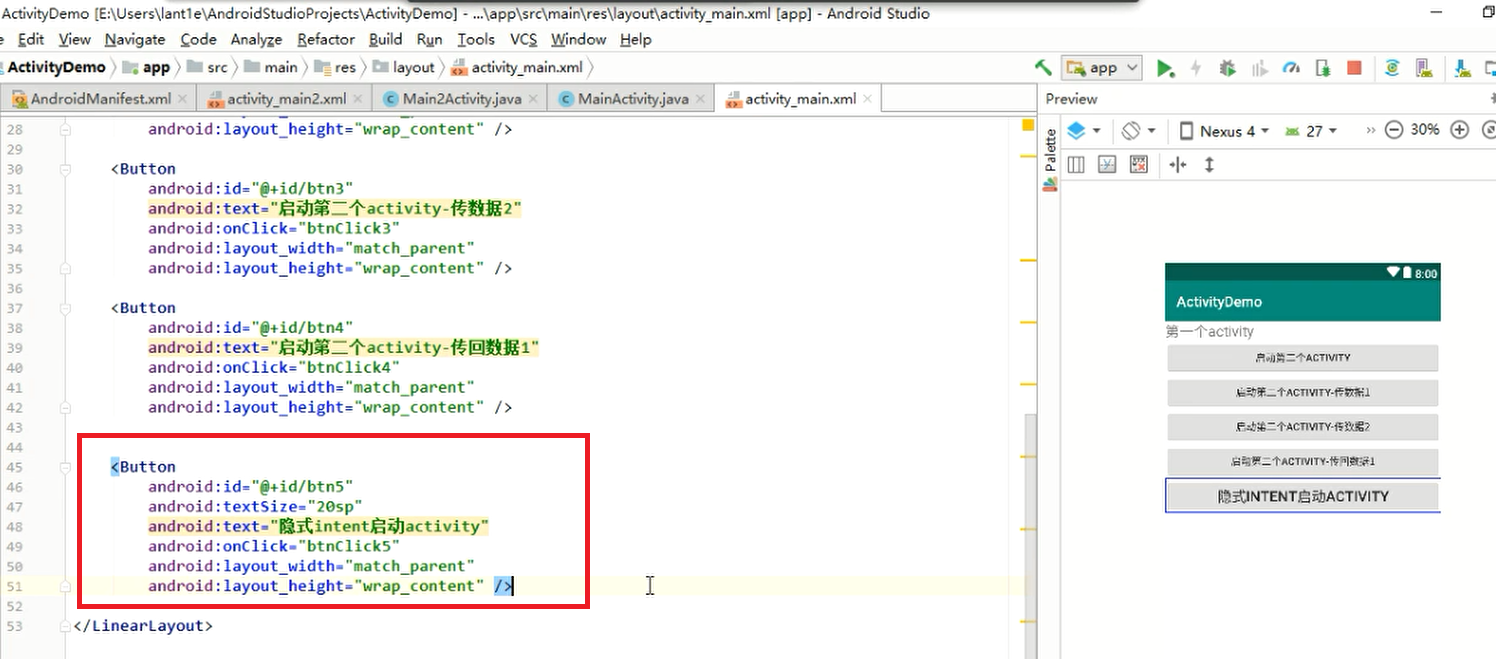 ActivityDemo [E:\Users\lant1e\AndroidStudioProjects\ActivityDemo] - ...\app\src\main\res\layout\activity_main.xml [app] - Android Studio
Edit View Navigate Code Analyze Refactor Build Run Tools VCS Window Help
ActivityDemo app src main res layout activity_main.xml
app
AndroidManifest.xml activity_main2.xml Main2Activity.java MainActivity.java activity_main.xml
Preview
Palette
Nexus 4 27 30%
28 android:layout_height="wrap_content" />
29
30 <Button
31 android:id="@+id/btn3"
32 android:text="启动第二个activity-传数据2"
33 android:onClick="btnClick3"
34 android:layout_width="match_parent"
35 android:layout_height="wrap_content" />
36
37 <Button
38 android:id="@+id/btn4"
39 android:text="启动第二个activity-传回数据1"
40 android:onClick="btnClick4"
41 android:layout_width="match_parent"
42 android:layout_height="wrap_content" />
43
44
45 <Button
46 android:id="@+id/btn5"
47 android:textSize="20sp"
48 android:text="隐式intent启动activity"
49 android:onClick="btnClick5"
50 android:layout_width="match_parent"
51 android:layout_height="wrap_content" />
52
53 </LinearLayout>
8:00
ActivityDemo
第一个activity
启动第二个ACTIVITY
启动第二个ACTIVITY-传数据1
启动第二个ACTIVITY-传数据2
启动第二个ACTIVITY-传回数据1
隐式INTENT启动ACTIVITY